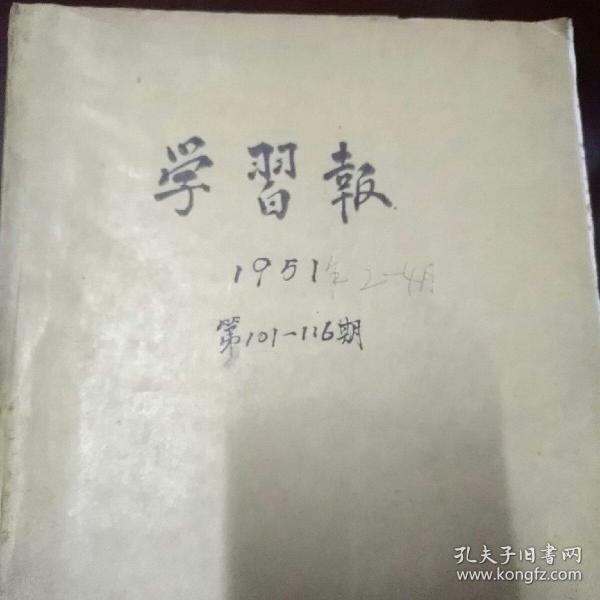 学習報
1951年2-4月
第101-116期
孔夫子旧书网
www.kongfz.com